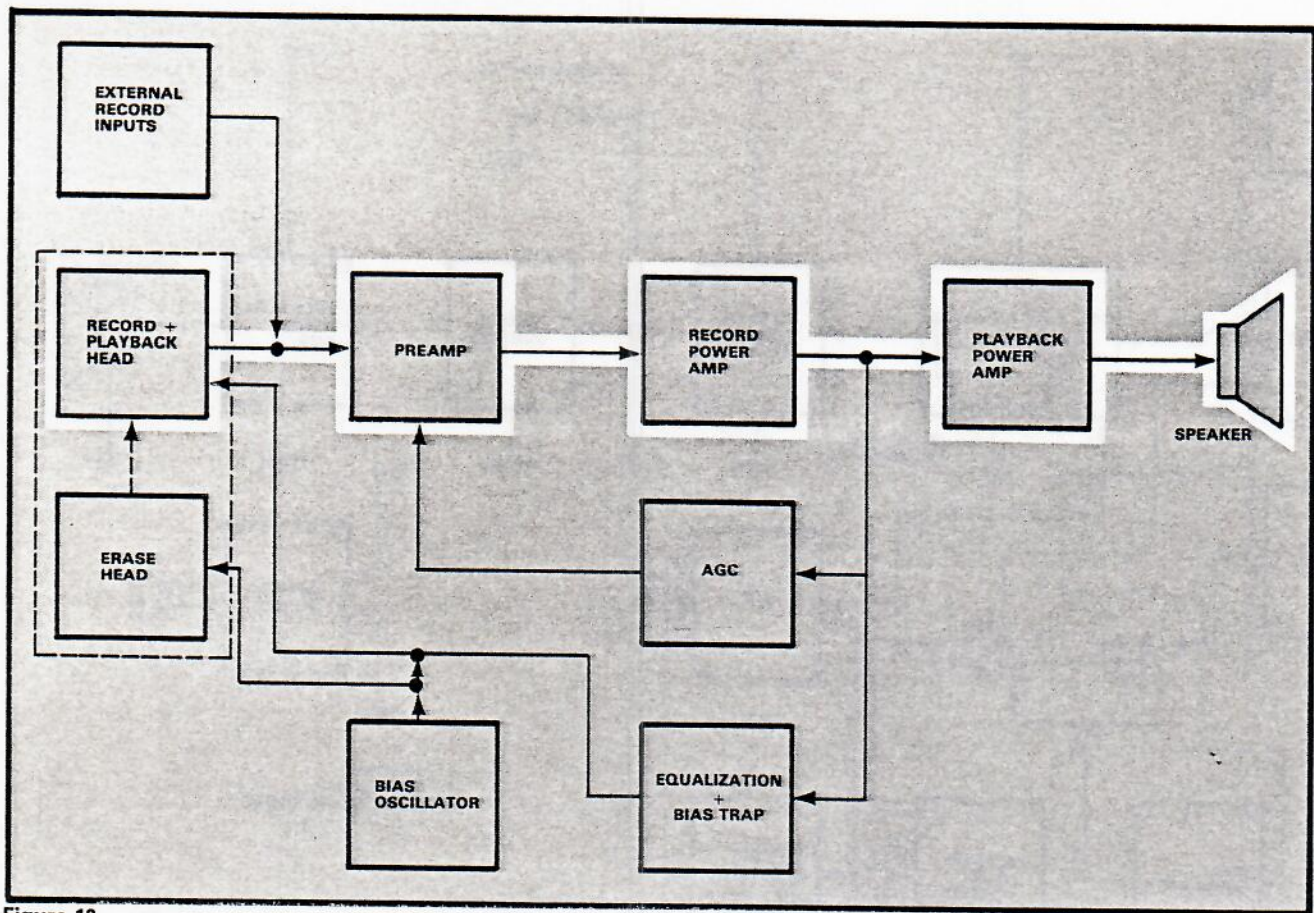 EXTERNAL
RECORD
INPUTS
RECORD +
PLAYBACK
HEAD
PREAMP
RECORD
POWER
AMP
PLAYBACK
POWER
AMP
SPEAKER
ERASE
HEAD
AGC
BIAS
OSCILLATOR
EQUALIZATION
+
BIAS TRAP